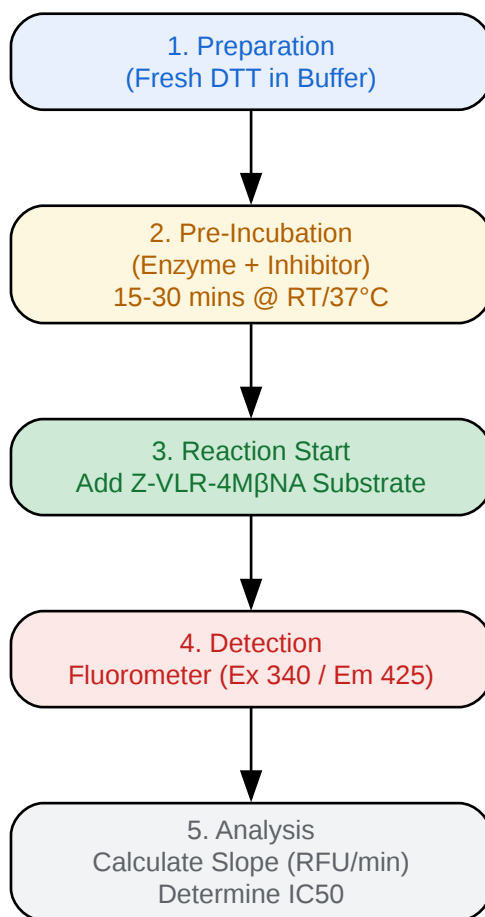 1. Preparation
(Fresh DTT in Buffer)
2. Pre-Incubation
(Enzyme + Inhibitor)
15-30 mins @ RT/37°C
3. Reaction Start
Add Z-VLR-4MβNA Substrate
4. Detection
Fluorometer (Ex 340 / Em 425)
5. Analysis
Calculate Slope (RFU/min)
Determine IC50